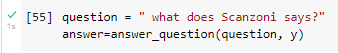 [55] question = " what does Scanzoni says?"
1s answer=answer_question(question, y)